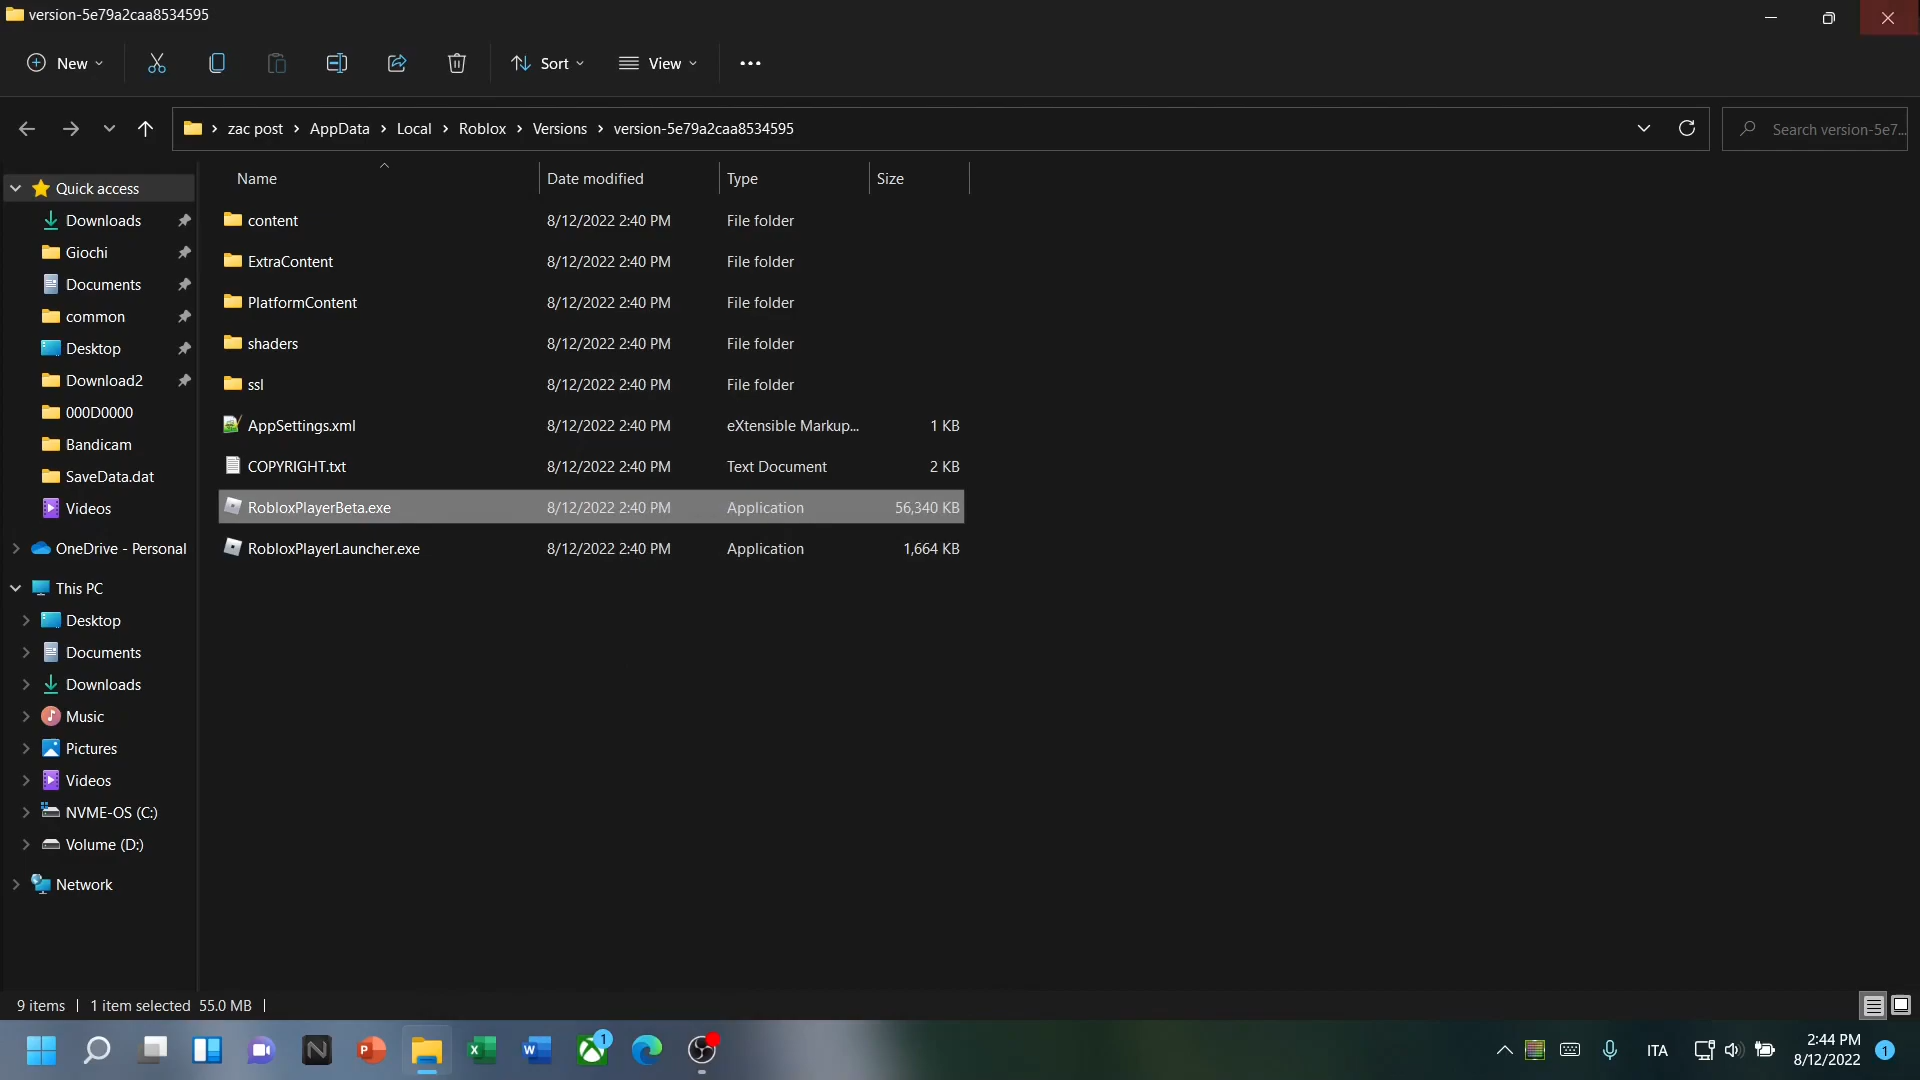 version-5e79a2caa8534595
New
Sort
View
zac post > AppData > Local > Roblox > Versions > version-5e79a2caa8534595
Search version-5e7...
Name Date modified Type Size
Quick access
Downloads
Giochi
Documents
common
Desktop
Download2
000D0000
Bandicam
SaveData.dat
Videos
OneDrive - Personal
This PC
Desktop
Documents
Downloads
Music
Pictures
Videos
NVME-OS (C:)
Volume (D:)
Network
content 8/12/2022 2:40 PM File folder
ExtraContent 8/12/2022 2:40 PM File folder
PlatformContent 8/12/2022 2:40 PM File folder
shaders 8/12/2022 2:40 PM File folder
ssl 8/12/2022 2:40 PM File folder
AppSettings.xml 8/12/2022 2:40 PM eXtensible Markup... 1 KB
COPYRIGHT.txt 8/12/2022 2:40 PM Text Document 2 KB
RobloxPlayerBeta.exe 8/12/2022 2:40 PM Application 56,340 KB
RobloxPlayerLauncher.exe 8/12/2022 2:40 PM Application 1,664 KB
9 items | 1 item selected 55.0 MB |
1
ITA
2:44 PM
8/12/2022
1